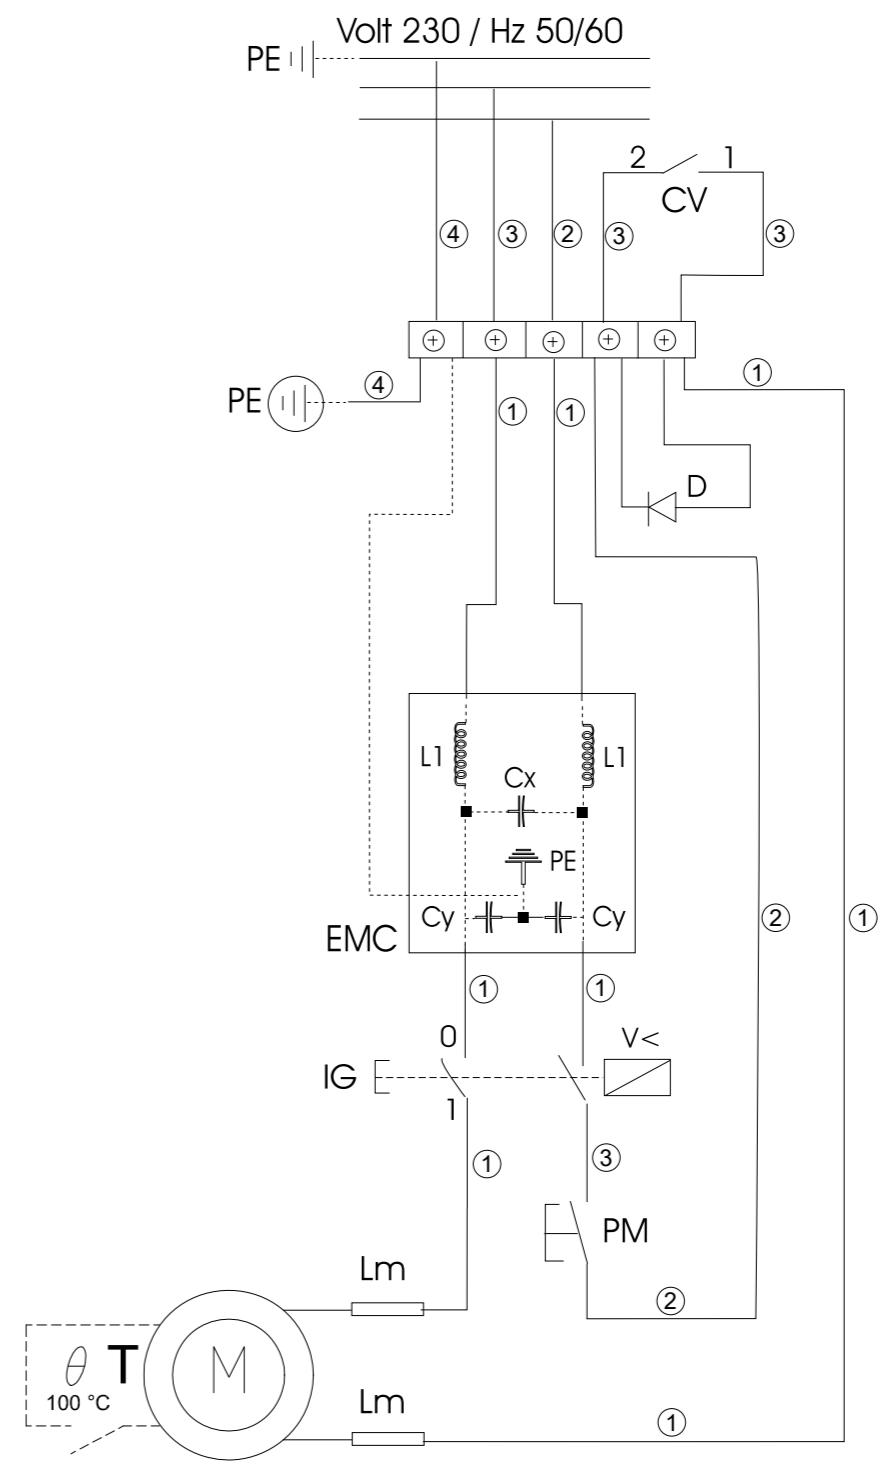 Volt 230 / Hz 50/60
PE
2 1
CV
4 3 2 3 3
PE 4 1
1 1
D
L1 L1
Cx
PE
Cy Cy
2 1
EMC
1 1
0 V<
IG
1
1 3
PM
Lm
2
θ T M
100 °C
Lm
1